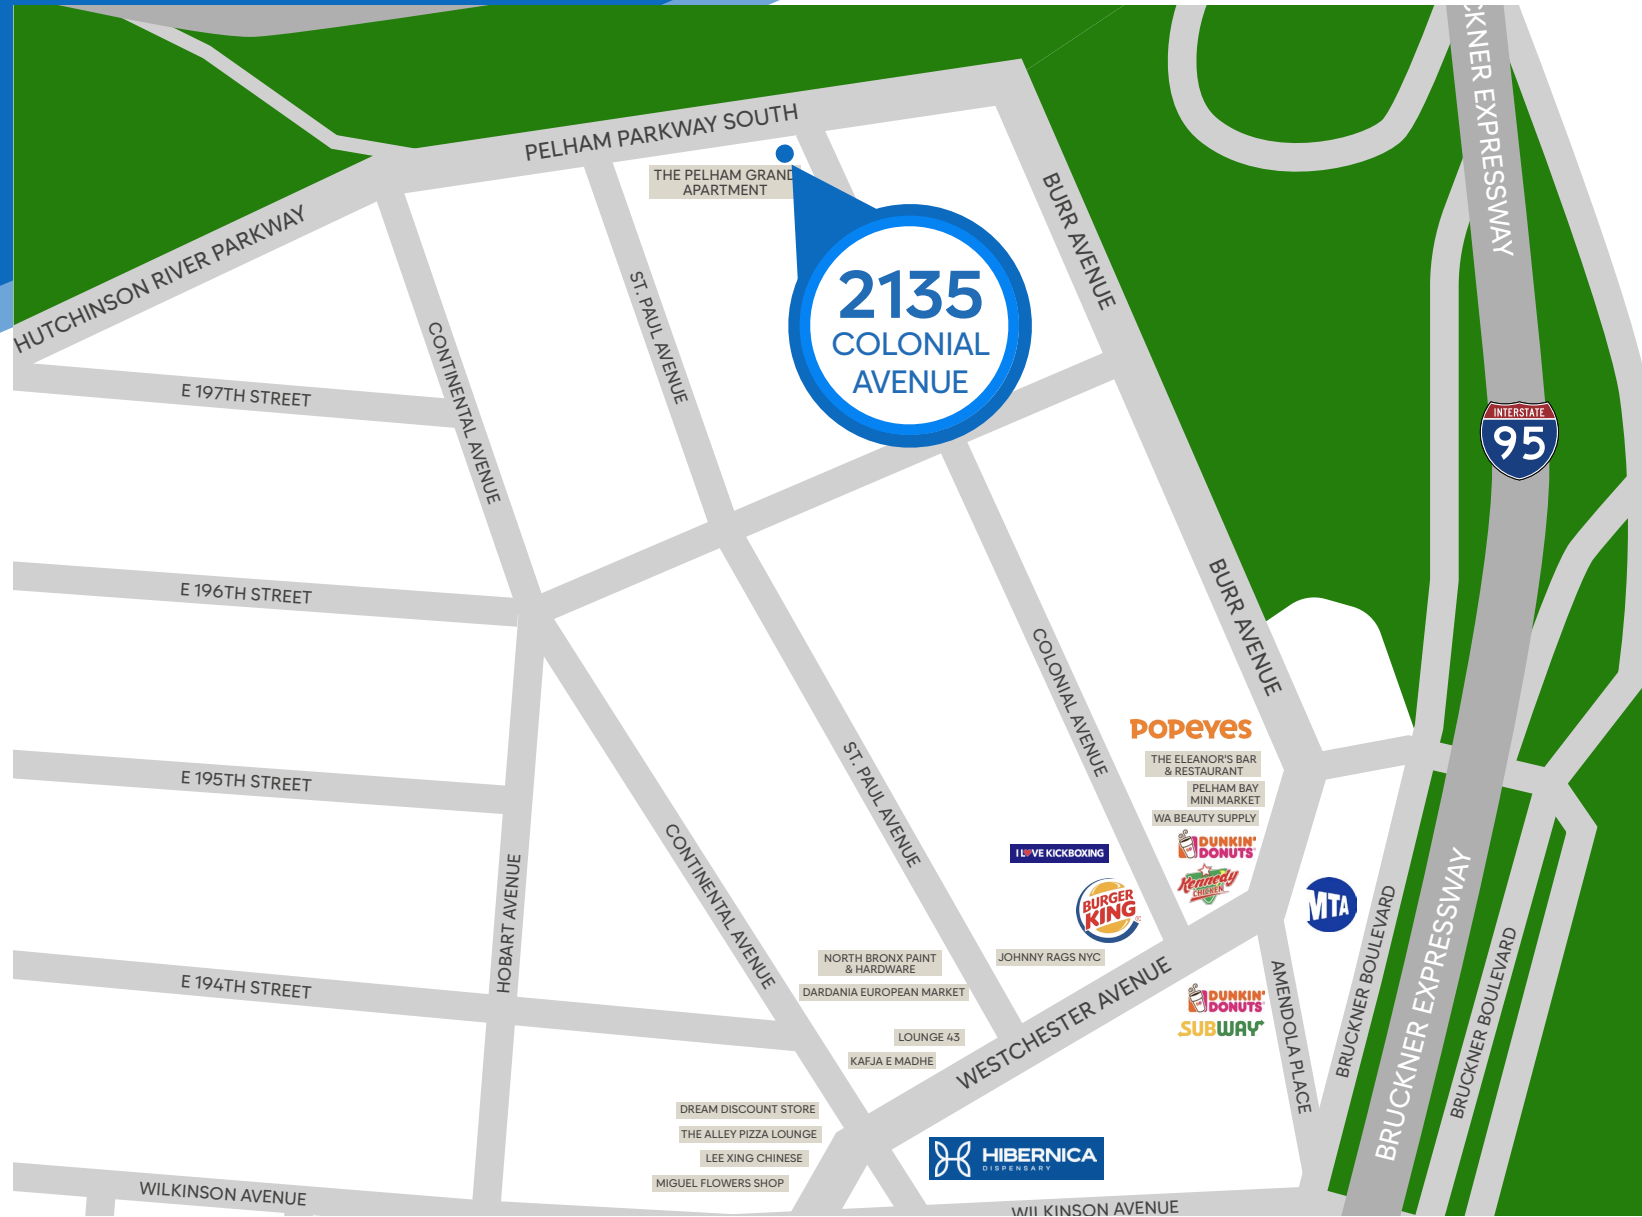 CKNER EXPRESSWAY
PELHAM PARKWAY SOUTH
THE PELHAM GRAND
APARTMENT
BURR AVENUE
HUTCHINSON RIVER PARKWAY
2135
COLONIAL
AVENUE
ST. PAUL AVENUE
CONTINENTAL AVENUE
E 197TH STREET
INTERSTATE
95
E 196TH STREET
BURR AVENUE
COLONIAL AVENUE
POPEYES
THE ELEANOR'S BAR
& RESTAURANT
PELHAM BAY
MINI MARKET
WA BEAUTY SUPPLY
E 195TH STREET
ST. PAUL AVENUE
CONTINENTAL AVENUE
I L♥VE KICKBOXING
DUNKIN'
DONUTS
Kennedy
CHICKEN
BURGER
KING
MTA
HOBART AVENUE
BRUCKNER BOULEVARD
BRUCKNER EXPRESSWAY
BRUCKNER BOULEVARD
NORTH BRONX PAINT
& HARDWARE
JOHNNY RAGS NYC
DARDANIA EUROPEAN MARKET
E 194TH STREET
WESTCHESTER AVENUE
AMENDOLA PLACE
DUNKIN'
DONUTS
SUBWAY
LOUNGE 43
KAFJA E MADHE
DREAM DISCOUNT STORE
THE ALLEY PIZZA LOUNGE
LEE XING CHINESE
MIGUEL FLOWERS SHOP
HIBERNICA
DISPENSARY
WILKINSON AVENUE
WILKINSON AVENUE